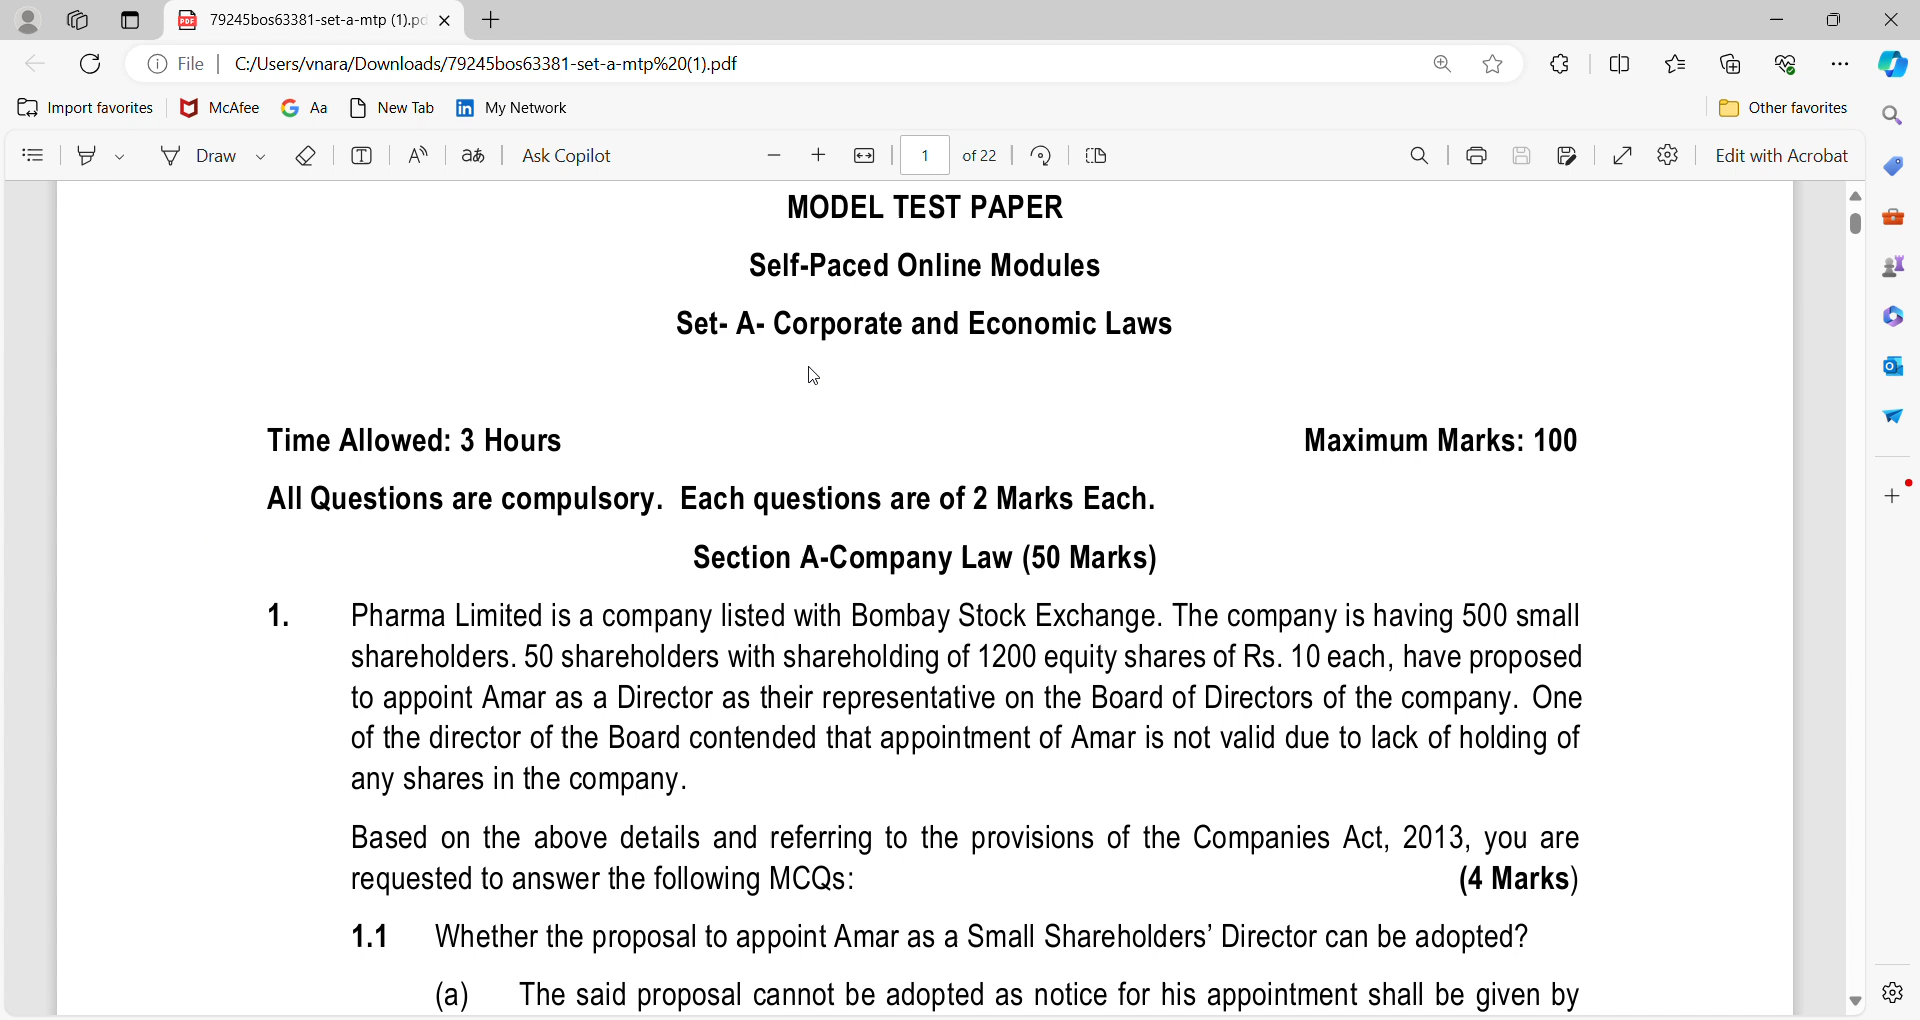 79245bos63381-set-a-mtp (1).pd
File
C:/Users/vnara/Downloads/79245bos63381-set-a-mtp%20(1).pdf
Import favorites
McAfee
Aa
New Tab
My Network
Other favorites
Draw
Ask Copilot
1 of 22
Edit with Acrobat
MODEL TEST PAPER
Self-Paced Online Modules
Set- A- Corporate and Economic Laws
Time Allowed: 3 Hours Maximum Marks: 100
All Questions are compulsory. Each questions are of 2 Marks Each.
Section A-Company Law (50 Marks)
1. Pharma Limited is a company listed with Bombay Stock Exchange. The company is having 500 small
shareholders. 50 shareholders with shareholding of 1200 equity shares of Rs. 10 each, have proposed
to appoint Amar as a Director as their representative on the Board of Directors of the company. One
of the director of the Board contended that appointment of Amar is not valid due to lack of holding of
any shares in the company.
Based on the above details and referring to the provisions of the Companies Act, 2013, you are
requested to answer the following MCQs: (4 Marks)
1.1 Whether the proposal to appoint Amar as a Small Shareholders' Director can be adopted?
(a) The said proposal cannot be adopted as notice for his appointment shall be given by